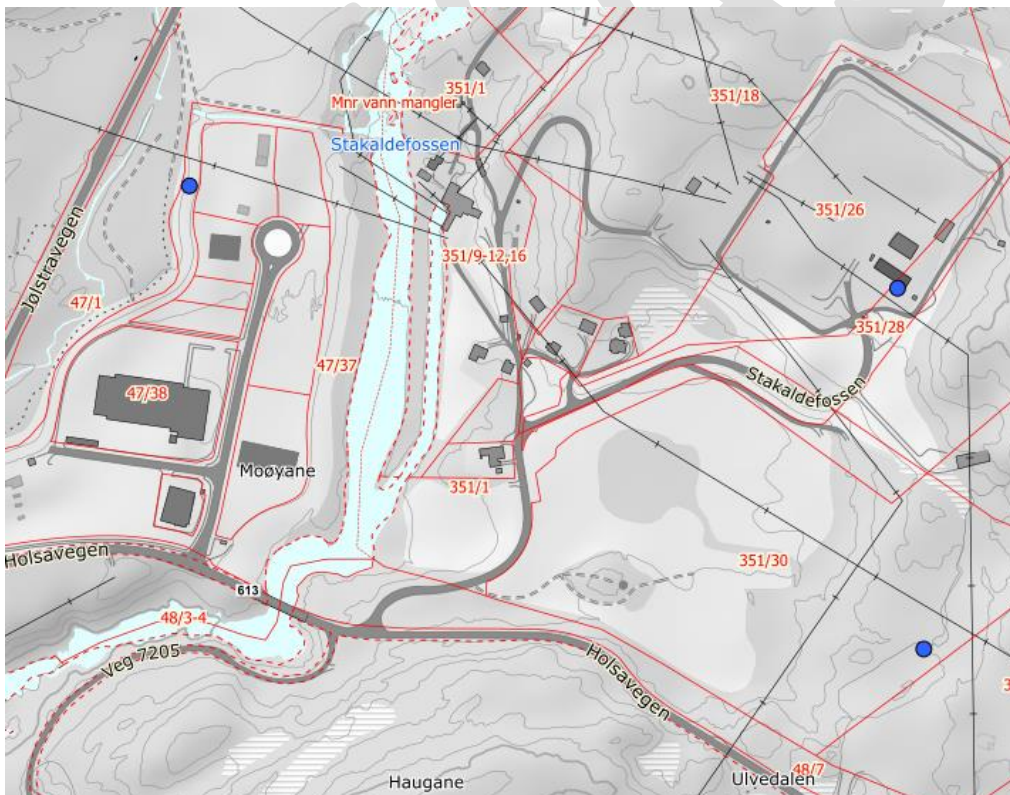 351/1
351/18
Mnr vann mangler
Stakaldefossen
351/26
Jølstravegen
351/9-12,16
47/1
351/28
47/37
Stakaldefossen
47/38
Moøyane
351/1
Holsavegen
351/30
613
48/3-4
Veg 7205
Holsavegen
48/7
Haugane
Ulvedalen